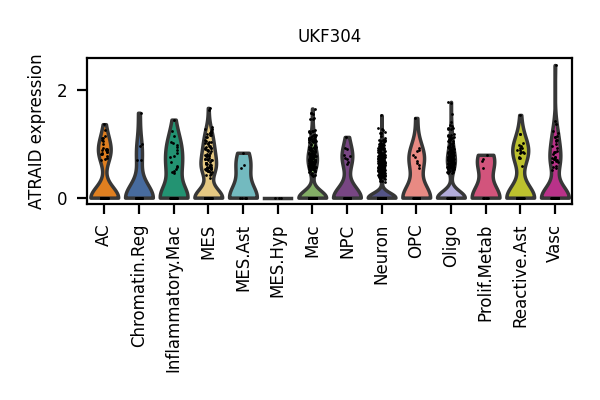 UKF304
ATRAID expression
2
0
AC
Chromatin.Reg
Inflammatory.Mac
MES
MES.Ast
MES.Hyp
Mac
NPC
Neuron
OPC
Oligo
Prolif.Metab
Reactive.Ast
Vasc